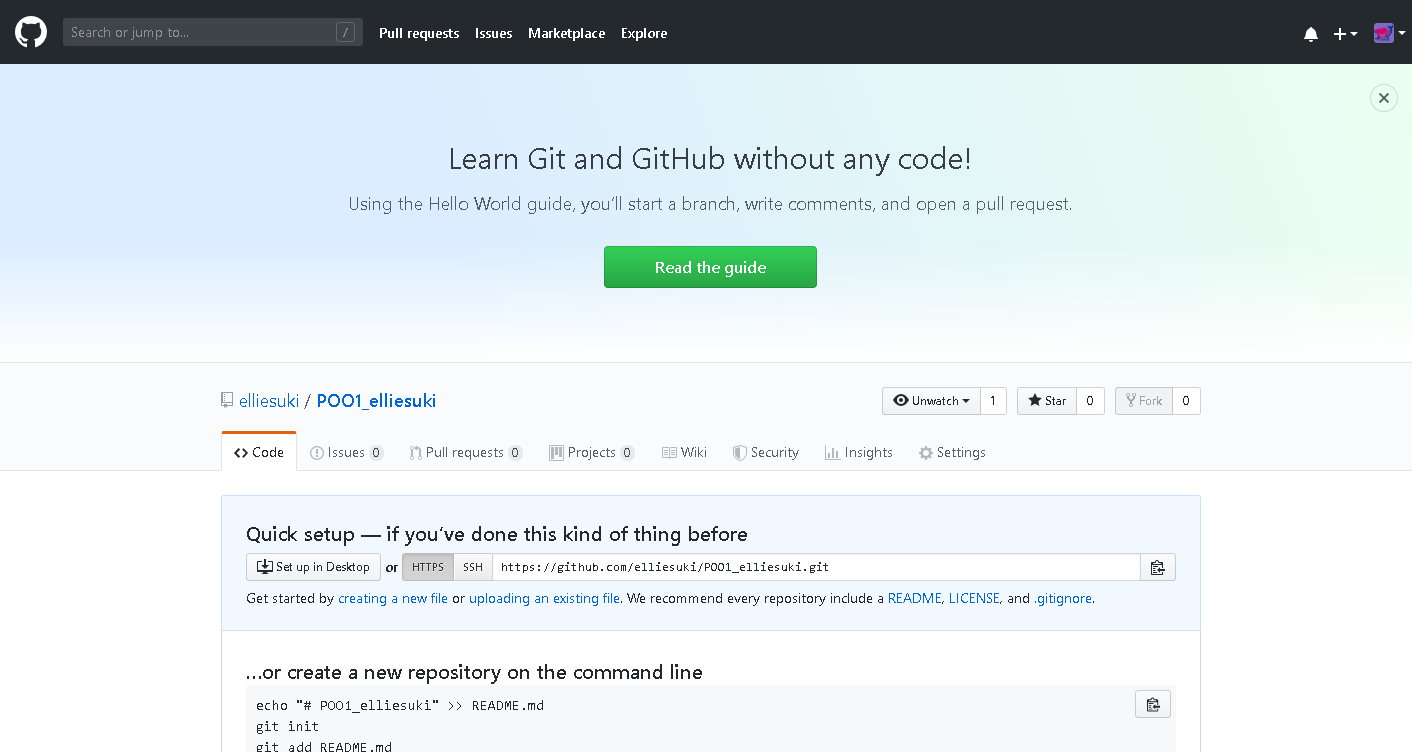 Search or jump to... /
Pull requests Issues Marketplace Explore
Learn Git and GitHub without any code!
Using the Hello World guide, you'll start a branch, write comments, and open a pull request.
Read the guide
elliesuki / POO1_elliesuki
Unwatch 1 Star 0 Fork 0
Code Issues 0 Pull requests 0 Projects 0 Wiki Security Insights Settings
Quick setup — if you've done this kind of thing before
Set up in Desktop or HTTPS SSH https://github.com/elliesuki/POO1_elliesuki.git
Get started by creating a new file or uploading an existing file. We recommend every repository include a README, LICENSE, and .gitignore.
…or create a new repository on the command line
echo "# POO1_elliesuki" >> README.md
git init
git add README.md